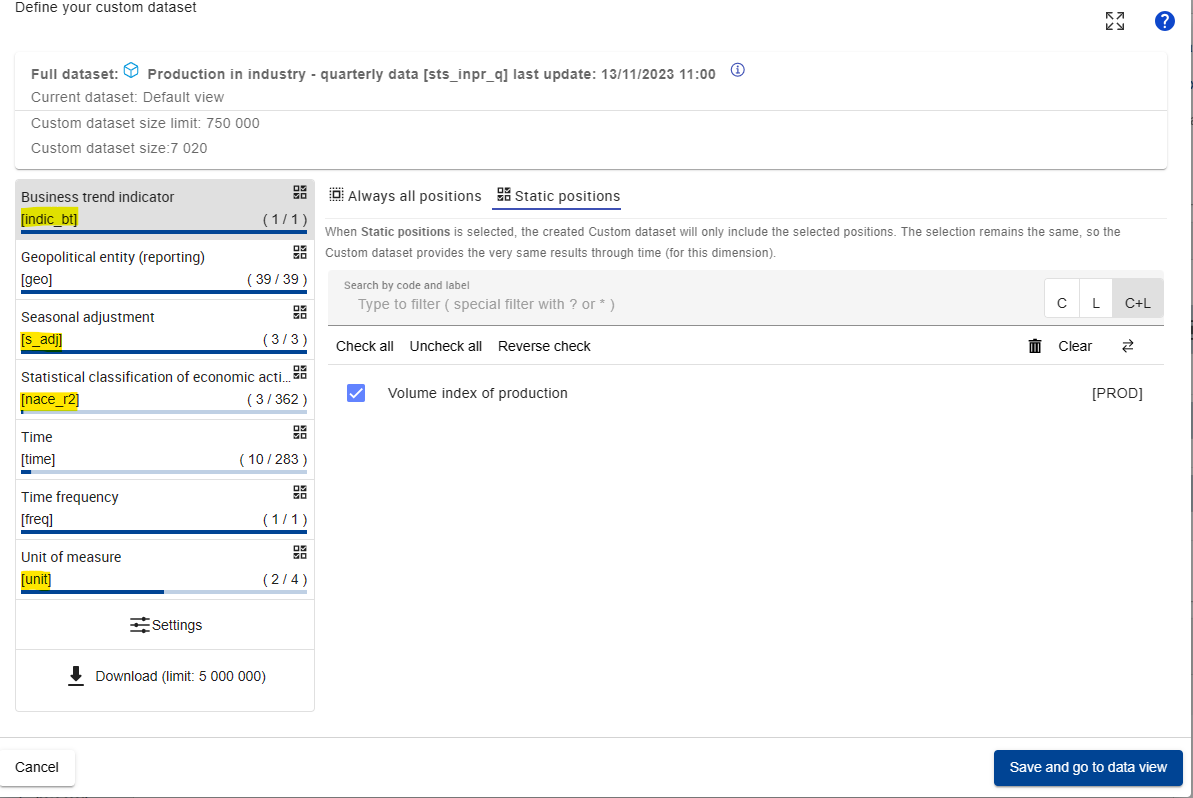 Define your custom dataset
?
Full dataset: Production in industry - quarterly data [sts_inpr_q] last update: 13/11/2023 11:00
Current dataset: Default view
Custom dataset size limit: 750 000
Custom dataset size:7 020
Business trend indicator
[indic_bt] ( 1 / 1 )
Geopolitical entity (reporting)
[geo] ( 39 / 39 )
Seasonal adjustment
[s_adj] ( 3 / 3 )
Statistical classification of economic acti...
[nace_r2] ( 3 / 362 )
Time
[time] ( 10 / 283 )
Time frequency
[freq] ( 1 / 1 )
Unit of measure
[unit] ( 2 / 4 )
Settings
Download (limit: 5 000 000)
Always all positions Static positions
When Static positions is selected, the created Custom dataset will only include the selected positions. The selection remains the same, so the
Custom dataset provides the very same results through time (for this dimension).
Search by code and label
Type to filter ( special filter with ? or * )
C L C+L
Check all Uncheck all Reverse check Clear
Volume index of production [PROD]
Cancel Save and go to data view